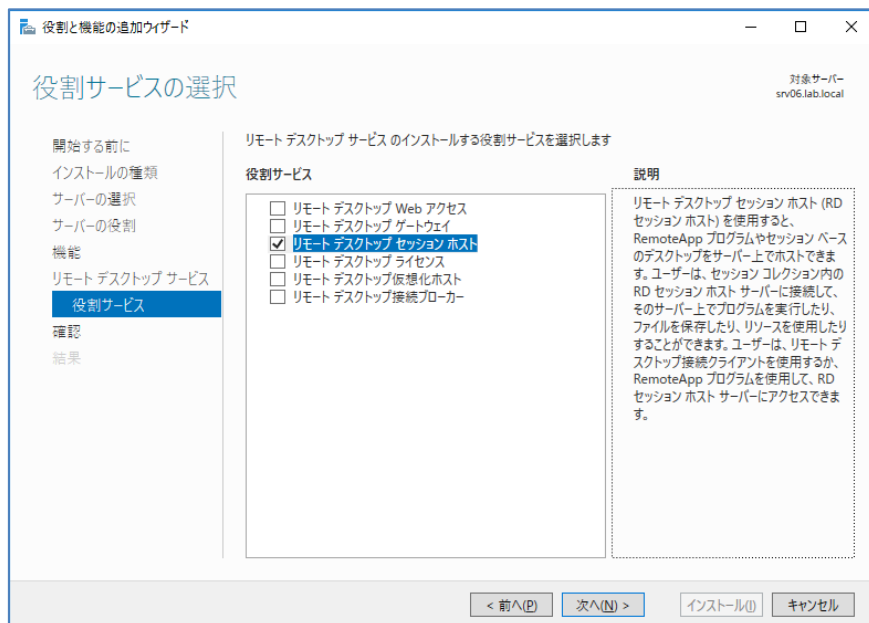 役割と機能の追加ウィザード
役割サービスの選択
対象サーバー
srv06.lab.local
開始する前に
インストールの種類
サーバーの選択
サーバーの役割
機能
リモート デスクトップ サービス
役割サービス
確認
結果
リモート デスクトップ サービス のインストールする役割サービスを選択します
役割サービス
リモート デスクトップ Web アクセス
リモート デスクトップ ゲートウェイ
リモート デスクトップ セッション ホスト
リモート デスクトップ ライセンス
リモート デスクトップ仮想化ホスト
リモート デスクトップ接続ブローカー
説明
リモート デスクトップ セッション ホスト (RD
セッション ホスト) を使用すると、
RemoteApp プログラムやセッション ベース
のデスクトップをサーバー上でホストできま
す。ユーザーは、セッション コレクション内の
RD セッション ホスト サーバーに接続して、
そのサーバー上でプログラムを実行したり、
ファイルを保存したり、リソースを使用したり
することができます。ユーザーは、リモート デ
スクトップ接続クライアントを使用するか、
RemoteApp プログラムを使用して、RD
セッション ホスト サーバーにアクセスできま
す。
< 前へ(P)
次へ(N) >
インストール(I)
キャンセル